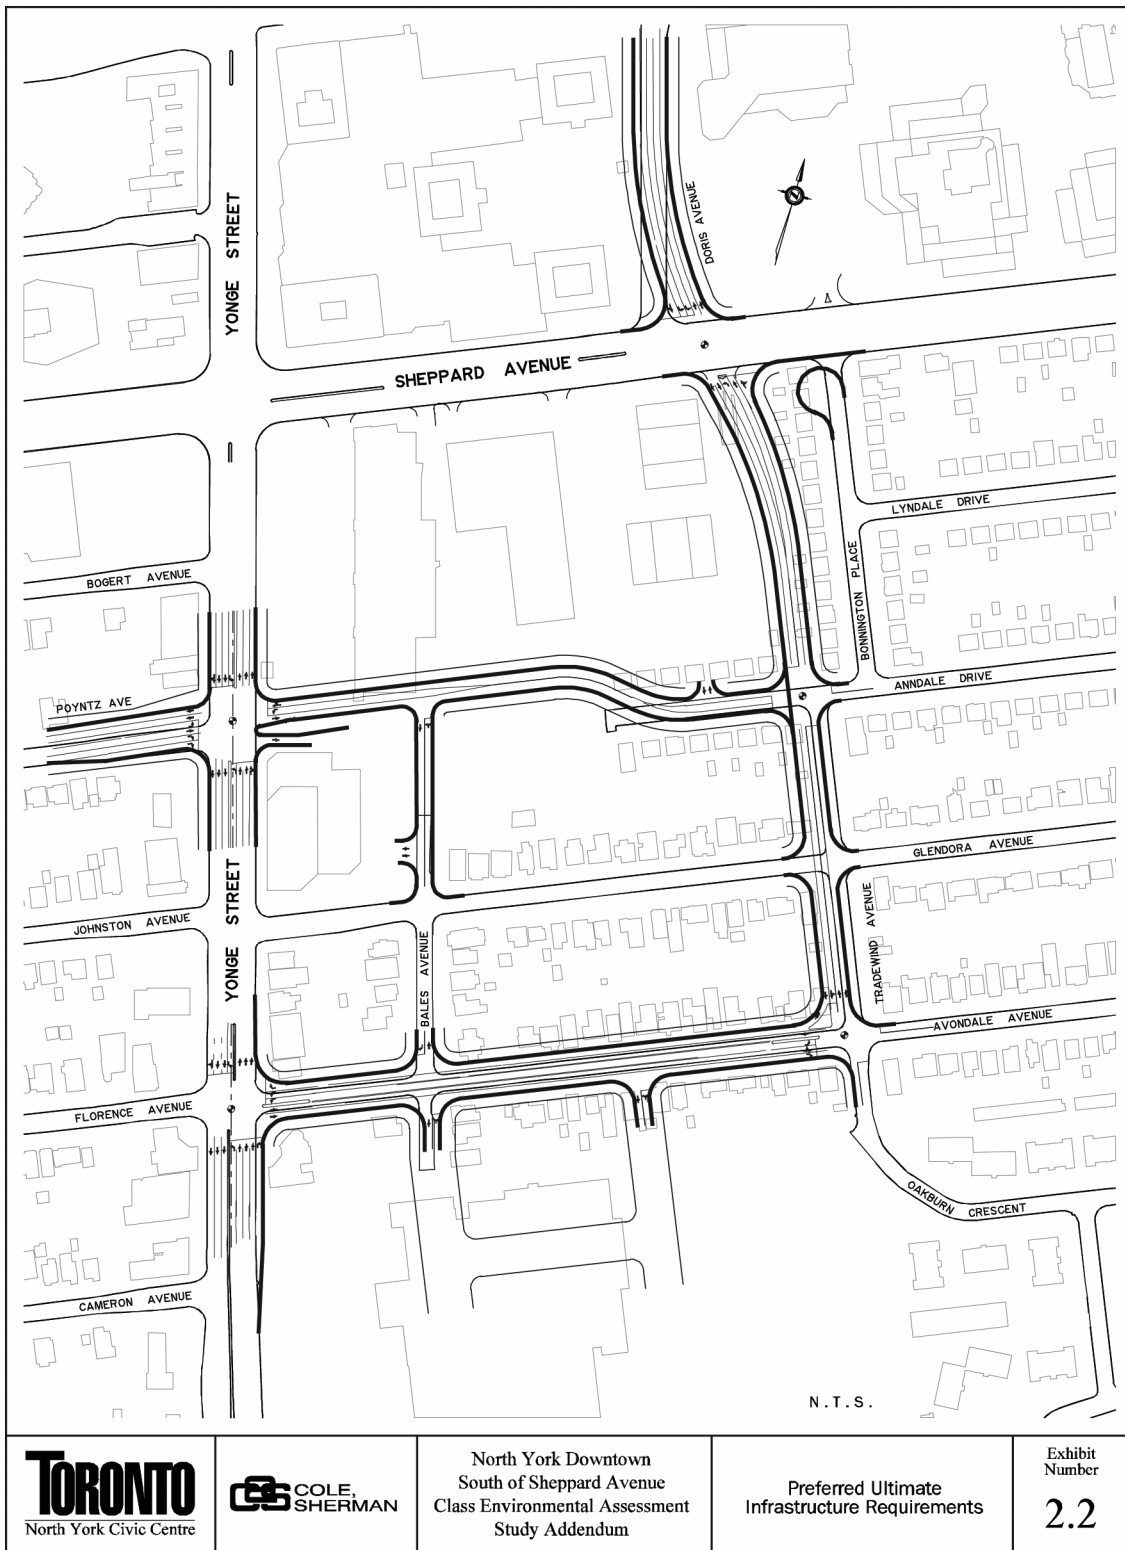 YONGE STREET
DORIS AVENUE
SHEPPARD AVENUE
LYNDALE DRIVE
BOGERT AVENUE
BONNINGTON PLACE
ANNDALE DRIVE
POYNTZ AVE
GLENDORA AVENUE
YONGE STREET
JOHNSTON AVENUE
BALES AVENUE
TRADEWIND AVENUE
AVONDALE AVENUE
FLORENCE AVENUE
OAKBURN CRESCENT
CAMERON AVENUE
N.T.S.
TORONTO
North York Civic Centre
COLE,
SHERMAN
North York Downtown
South of Sheppard Avenue
Class Environmental Assessment
Study Addendum
Preferred Ultimate
Infrastructure Requirements
Exhibit
Number
2.2